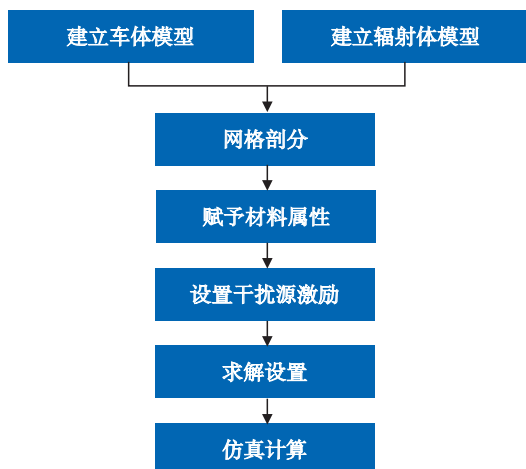 建立车体模型
建立辐射体模型
网格剖分
赋予材料属性
设置干扰源激励
求解设置
仿真计算